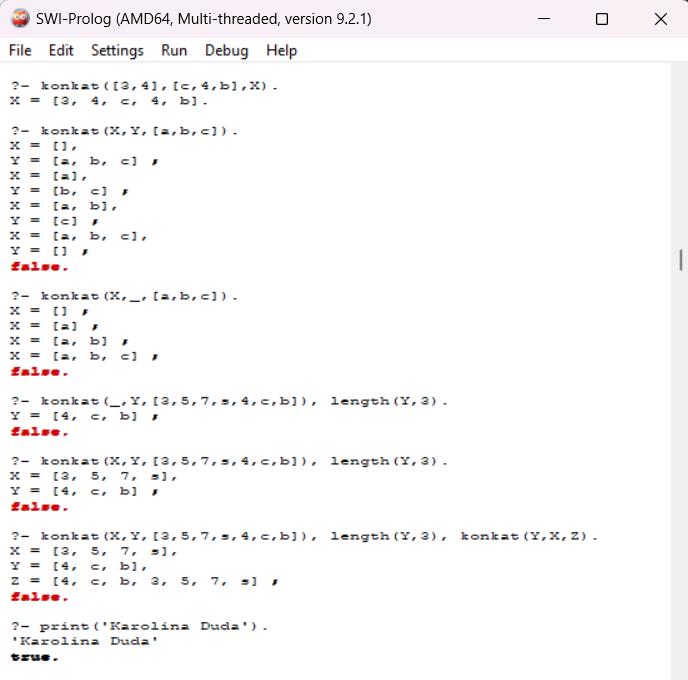 SWI-Prolog (AMD64, Multi-threaded, version 9.2.1)
File Edit Settings Run Debug Help
?- konkat([3,4],[c,4,b],X).
X = [3, 4, c, 4, b].
?- konkat(X,Y,[a,b,c]).
X = [],
Y = [a, b, c] ;
X = [a],
Y = [b, c] ;
X = [a, b],
Y = [c] ;
X = [a, b, c],
Y = [] ;
false.
?- konkat(X,_,[a,b,c]).
X = [] ;
X = [a] ;
X = [a, b] ;
X = [a, b, c] ;
false.
?- konkat(_,Y,[3,5,7,s,4,c,b]), length(Y,3).
Y = [4, c, b] ;
false.
?- konkat(X,Y,[3,5,7,s,4,c,b]), length(Y,3).
X = [3, 5, 7, s],
Y = [4, c, b] ;
false.
?- konkat(X,Y,[3,5,7,s,4,c,b]), length(Y,3), konkat(Y,X,Z).
X = [3, 5, 7, s],
Y = [4, c, b],
Z = [4, c, b, 3, 5, 7, s] ;
false.
?- print('Karolina Duda').
'Karolina Duda'
true.